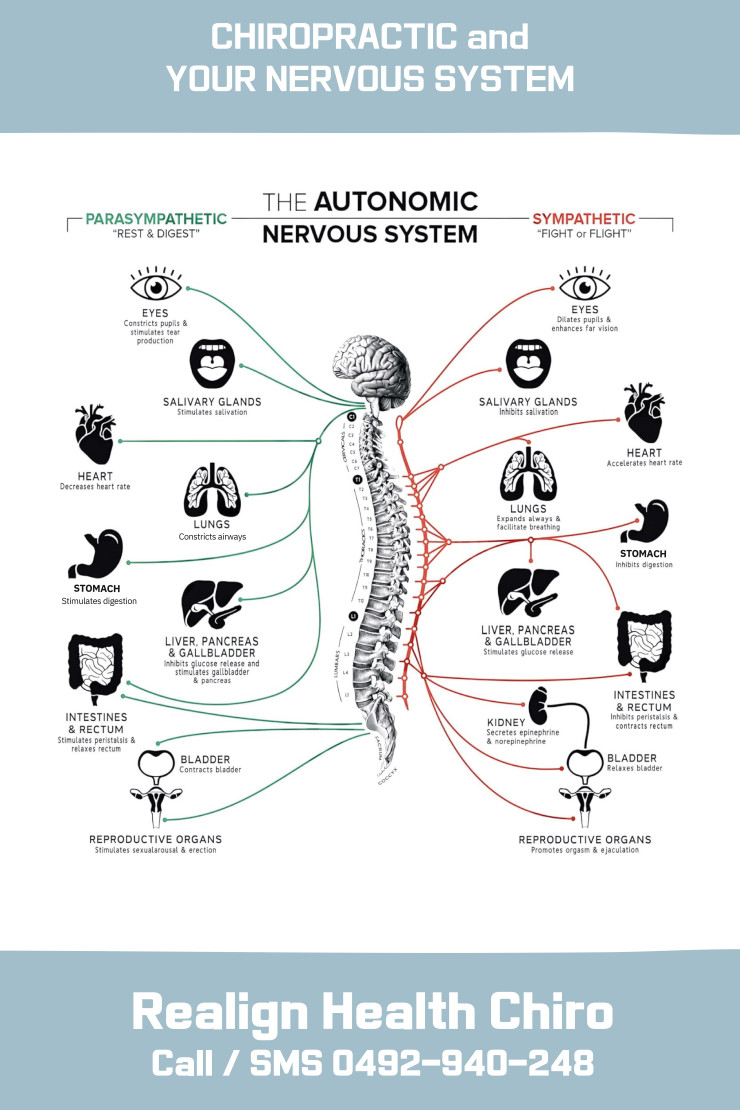 CHIROPRACTIC and
YOUR NERVOUS SYSTEM
THE AUTONOMIC
NERVOUS SYSTEM
PARASYMPATHETIC
"REST & DIGEST"
SYMPATHETIC
"FIGHT or FLIGHT"
EYES
Constricts pupils &
stimulates tear
production
SALIVARY GLANDS
Stimulates salivation
HEART
Decreases heart rate
LUNGS
Constricts airways
STOMACH
Stimulates digestion
LIVER, PANCREAS
& GALLBLADDER
Inhibits glucose release and
stimulates gallbladder
& pancreas
INTESTINES
& RECTUM
Stimulates peristalsis &
relaxes rectum
BLADDER
Contracts bladder
REPRODUCTIVE ORGANS
Stimulates sexualarousal & erection
C1
C2
C3
C4
C5
C6
C7
CERVICALS
T1
T2
T3
T4
T5
T6
T7
T8
T9
T10
THORACICS
L1
L2
L3
L4
L5
LUMBARS
SACRUM
COCCYX
EYES
Dilates pupils &
enhances far vision
SALIVARY GLANDS
Inhibits salivation
HEART
Accelerates heart rate
LUNGS
Expands always &
facilitate breathing
STOMACH
Inhibits digestion
LIVER, PANCREAS
& GALLBLADDER
Stimulates glucose release
INTESTINES
& RECTUM
Inhibits peristalsis &
contracts rectum
KIDNEY
Secretes epinephrine
& norepinephrine
BLADDER
Relaxes bladder
REPRODUCTIVE ORGANS
Promotes orgasm & ejaculation
Realign Health Chiro
Call / SMS 0492-940-248